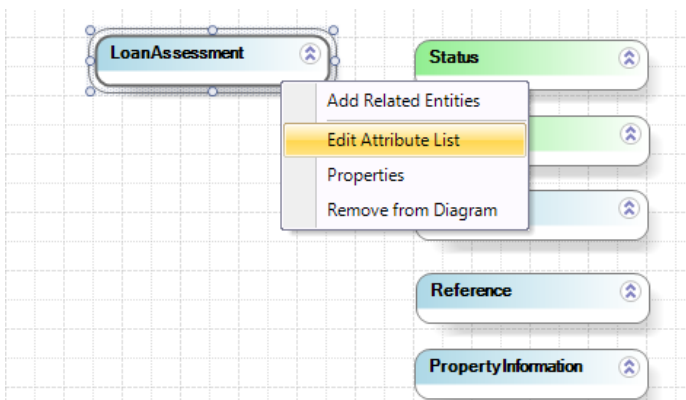 LoanAssessment
Status
Add Related Entities
Edit Attribute List
Properties
Remove from Diagram
Reference
PropertyInformation